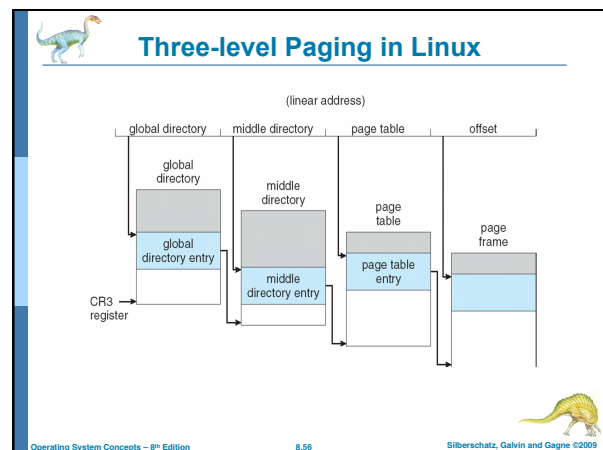 Three-level Paging in Linux
(linear address)
global directory
middle directory
page table
offset
global
directory
middle
directory
page
table
page
frame
global
directory entry
middle
directory entry
page table
entry
CR3
register
Operating System Concepts – 8th Edition
8.56
Silberschatz, Galvin and Gagne ©2009